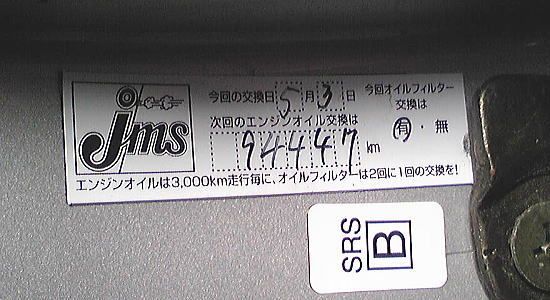 jms
今回の交換日 5月3日
今回オイルフィルター
交換は
有・無
次回のエンジンオイル交換は
94447km
エンジンオイルは3,000km走行毎に、オイルフィルターは2回に1回の交換を!
SRS
B